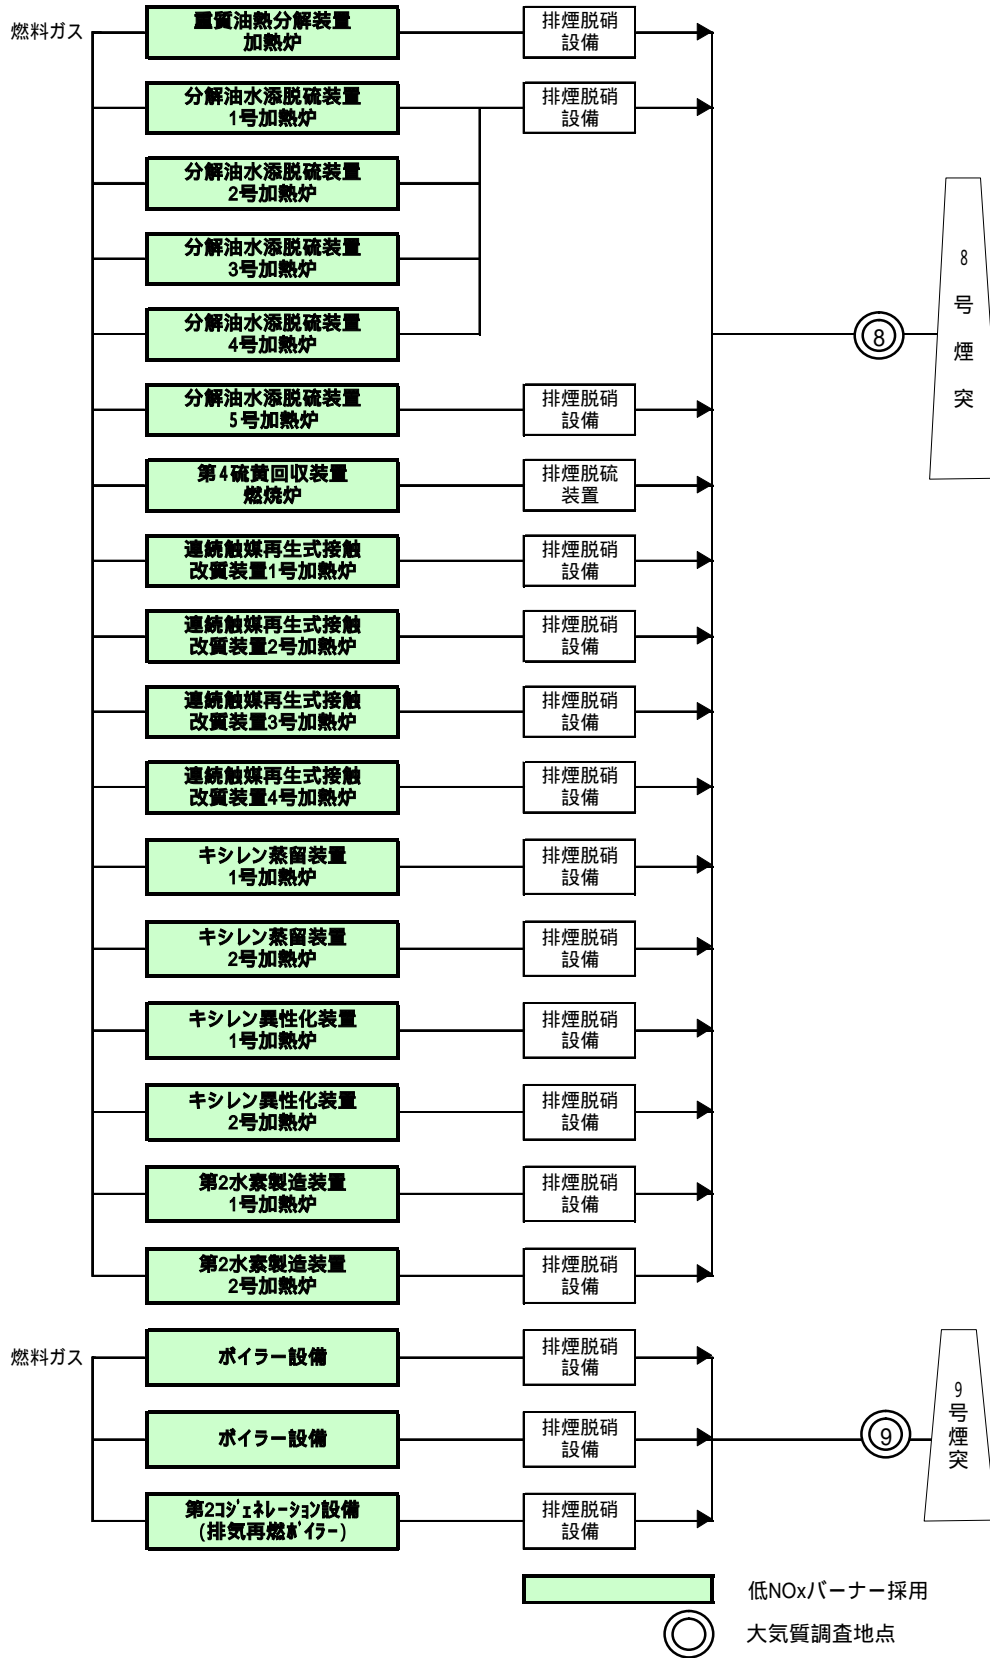 燃料ガス
重質油熱分解装置
加熱炉
排煙脱硝
設備
分解油水添脱硫装置
1号加熱炉
排煙脱硝
設備
分解油水添脱硫装置
2号加熱炉
分解油水添脱硫装置
3号加熱炉
分解油水添脱硫装置
4号加熱炉
⑧
8
号
煙
突
分解油水添脱硫装置
5号加熱炉
排煙脱硝
設備
第4硫黄回収装置
燃焼炉
排煙脱硫
装置
連続触媒再生式接触
改質装置1号加熱炉
排煙脱硝
設備
連続触媒再生式接触
改質装置2号加熱炉
排煙脱硝
設備
連続触媒再生式接触
改質装置3号加熱炉
排煙脱硝
設備
連続触媒再生式接触
改質装置4号加熱炉
排煙脱硝
設備
キシレン蒸留装置
1号加熱炉
排煙脱硝
設備
キシレン蒸留装置
2号加熱炉
排煙脱硝
設備
キシレン異性化装置
1号加熱炉
排煙脱硝
設備
キシレン異性化装置
2号加熱炉
排煙脱硝
設備
第2水素製造装置
1号加熱炉
排煙脱硝
設備
第2水素製造装置
2号加熱炉
排煙脱硝
設備
燃料ガス
ボイラー設備
排煙脱硝
設備
ボイラー設備
排煙脱硝
設備
⑨
9
号
煙
突
第2ｺｼﾞｪﾈﾚｰｼｮﾝ設備
(排気再燃ﾎﾞｲﾗｰ)
排煙脱硝
設備
低NOxバーナー採用
大気質調査地点